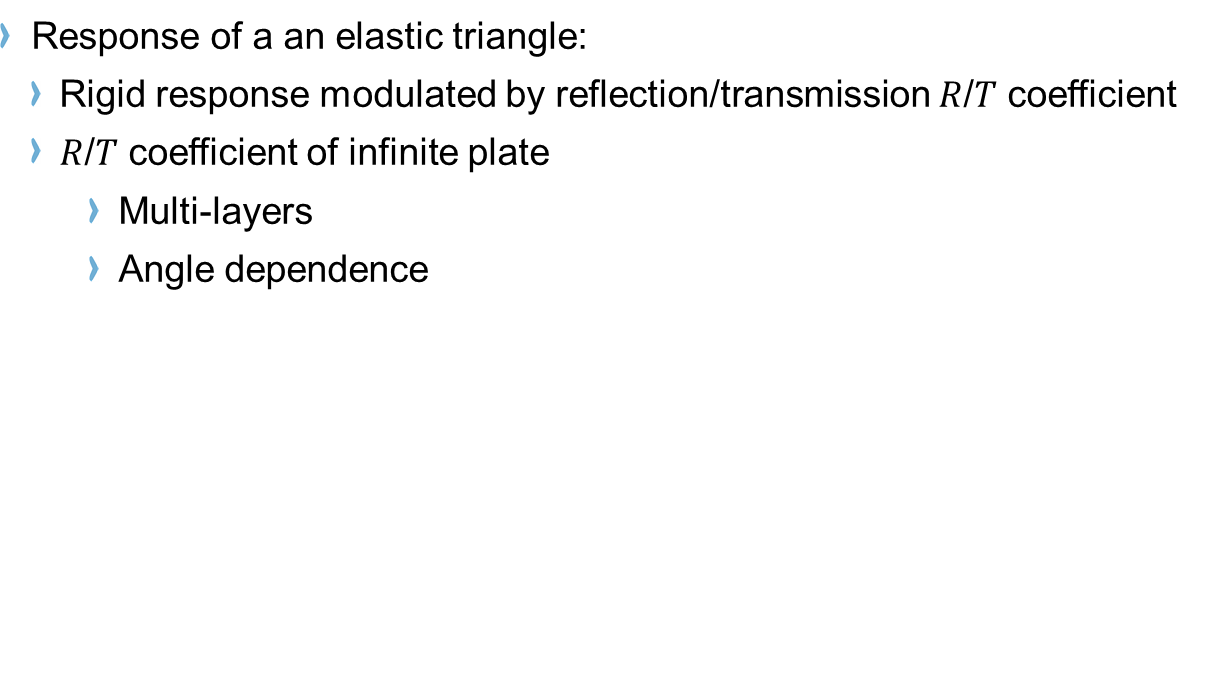 Response of a an elastic triangle:
Rigid response modulated by reflection/transmission R/T coefficient
R/T coefficient of infinite plate
Multi-layers
Angle dependence